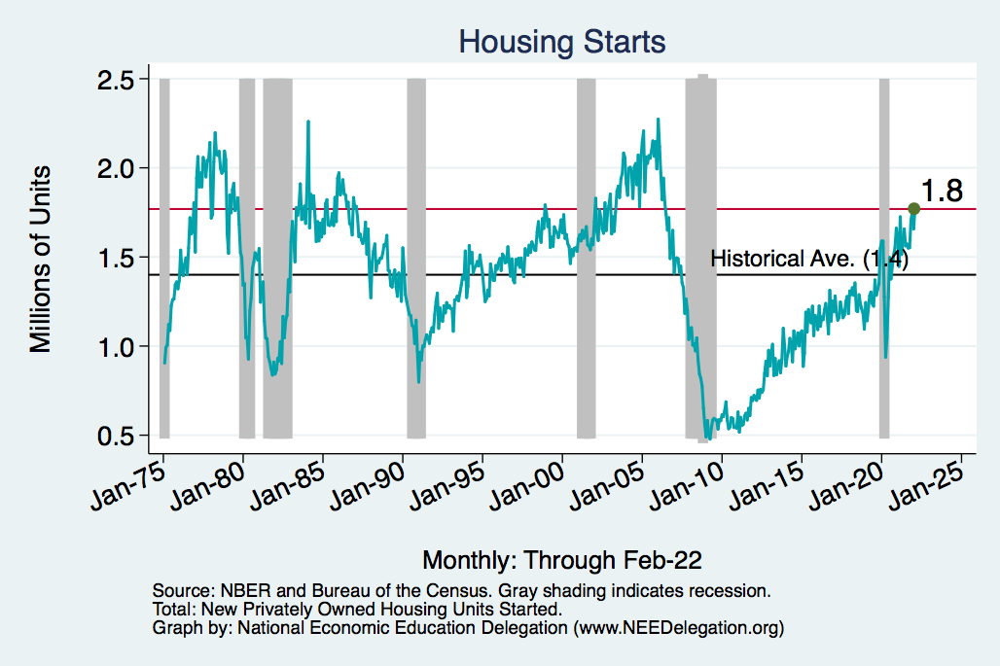 Housing Starts
Millions of Units
2.5
2.0
1.5
1.0
0.5
1.8
Historical Ave. (1.4)
Jan-75
Jan-80
Jan-85
Jan-90
Jan-95
Jan-00
Jan-05
Jan-10
Jan-15
Jan-20
Jan-25
Monthly: Through Feb-22
Source: NBER and Bureau of the Census. Gray shading indicates recession.
Total: New Privately Owned Housing Units Started.
Graph by: National Economic Education Delegation (www.NEEDelegation.org)